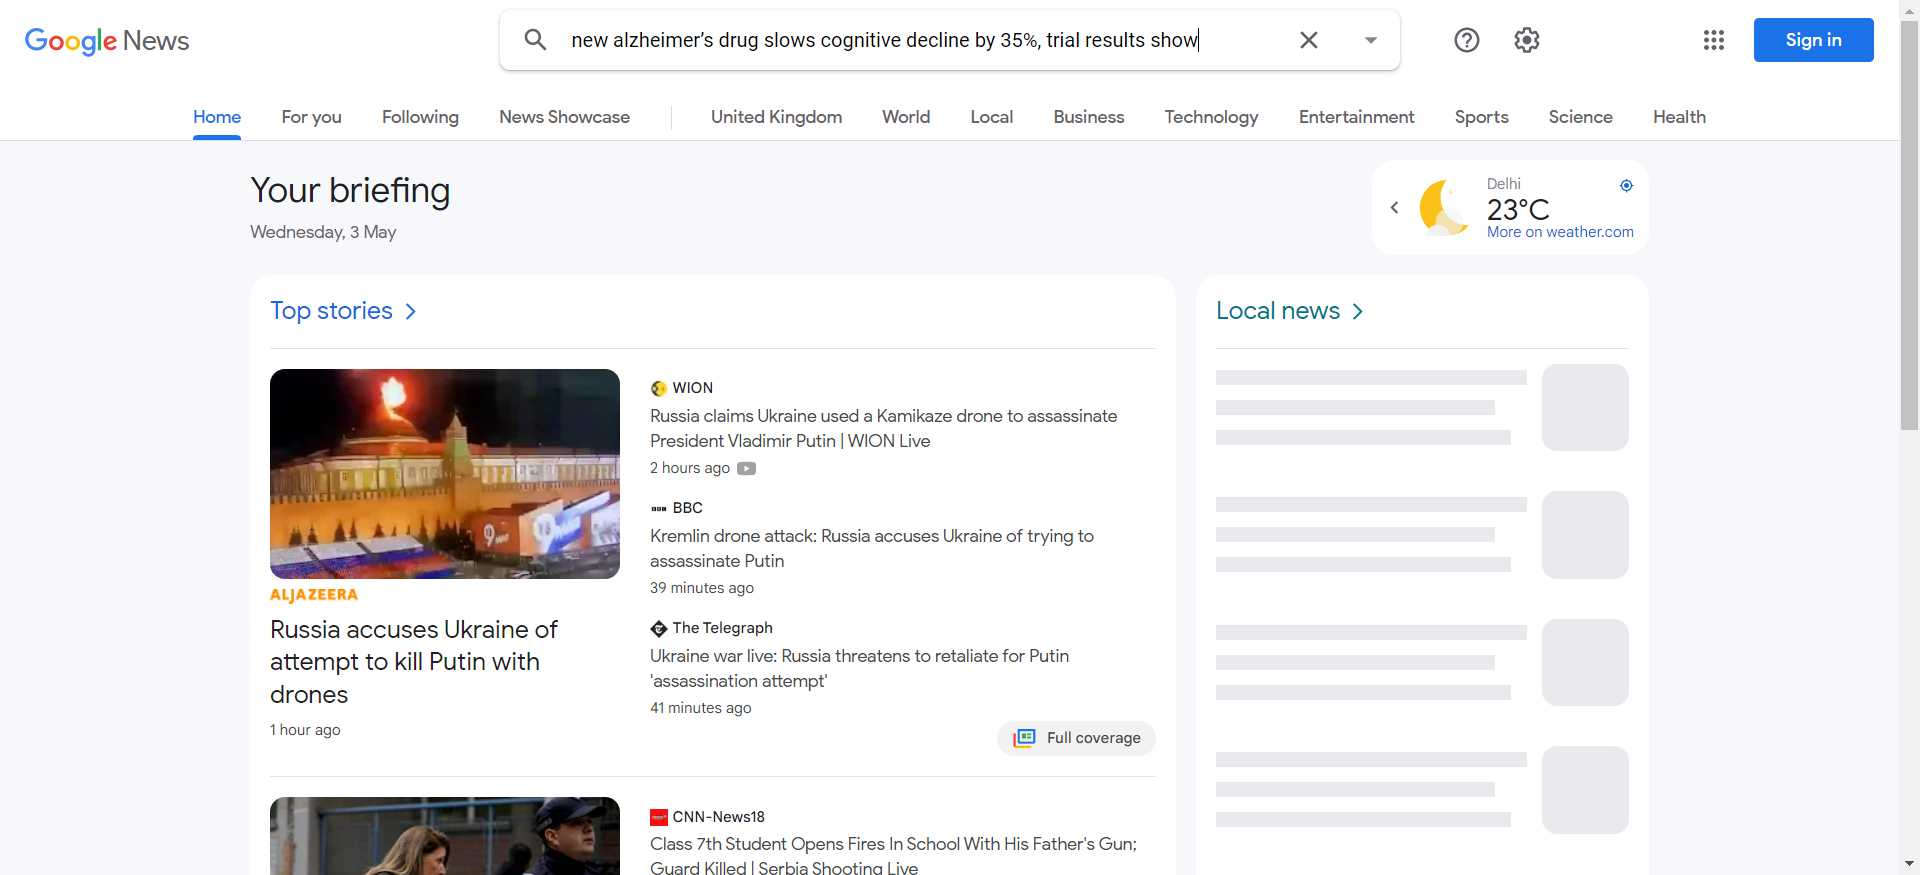 Google News
new alzheimer’s drug slows cognitive decline by 35%, trial results show
Sign in
Home
For you
Following
News Showcase
United Kingdom
World
Local
Business
Technology
Entertainment
Sports
Science
Health
Your briefing
Wednesday, 3 May
Delhi
23°C
More on weather.com
Top stories
Local news
ALJAZEERA
Russia accuses Ukraine of
attempt to kill Putin with
drones
1 hour ago
WION
Russia claims Ukraine used a Kamikaze drone to assassinate
President Vladimir Putin | WION Live
2 hours ago
BBC
Kremlin drone attack: Russia accuses Ukraine of trying to
assassinate Putin
39 minutes ago
The Telegraph
Ukraine war live: Russia threatens to retaliate for Putin
'assassination attempt'
41 minutes ago
Full coverage
CNN-News18
Class 7th Student Opens Fires In School With His Father's Gun;
Guard Killed | Serbia Shooting Live